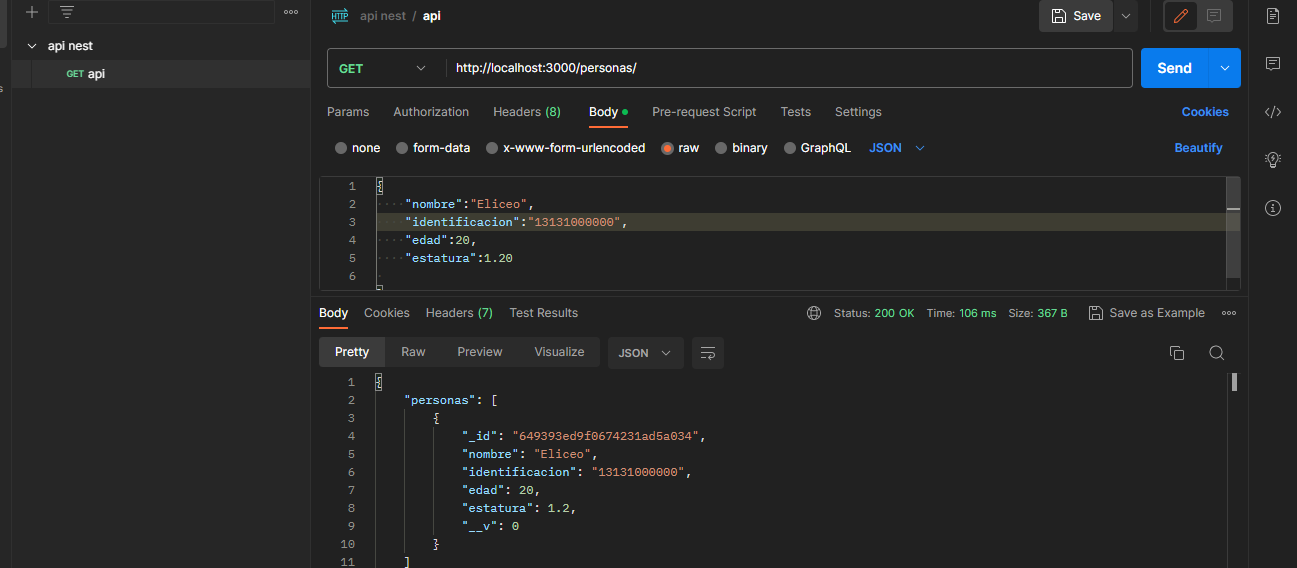 HTTP api nest / api Save
api nest
GET api
GET http://localhost:3000/personas/ Send
Params Authorization Headers (8) Body Pre-request Script Tests Settings Cookies
none form-data x-www-form-urlencoded raw binary GraphQL JSON Beautify
1 {
2 "nombre":"Eliceo",
3 "identificacion":"13131000000",
4 "edad":20,
5 "estatura":1.20
6
Body Cookies Headers (7) Test Results Status: 200 OK Time: 106 ms Size: 367 B Save as Example
Pretty Raw Preview Visualize JSON
1 {
2 "personas": [
3 {
4 "_id": "649393ed9f0674231ad5a034",
5 "nombre": "Eliceo",
6 "identificacion": "13131000000",
7 "edad": 20,
8 "estatura": 1.2,
9 "__v": 0
10 }
11 ]